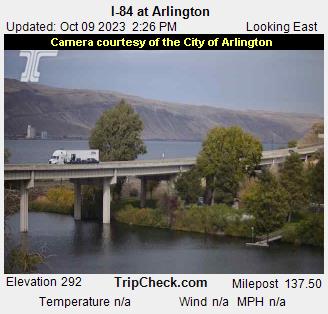 I-84 at Arlington
Updated: Oct 09 2023 2:26 PM Looking East
Camera courtesy of the City of Arlington
Elevation 292 TripCheck.com Milepost 137.50
Temperature n/a Wind n/a MPH n/a